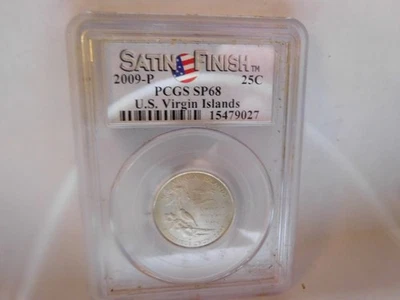 SATIN FINISH™
2009-P 25C
PCGS SP68
U.S. Virgin Islands
15479027